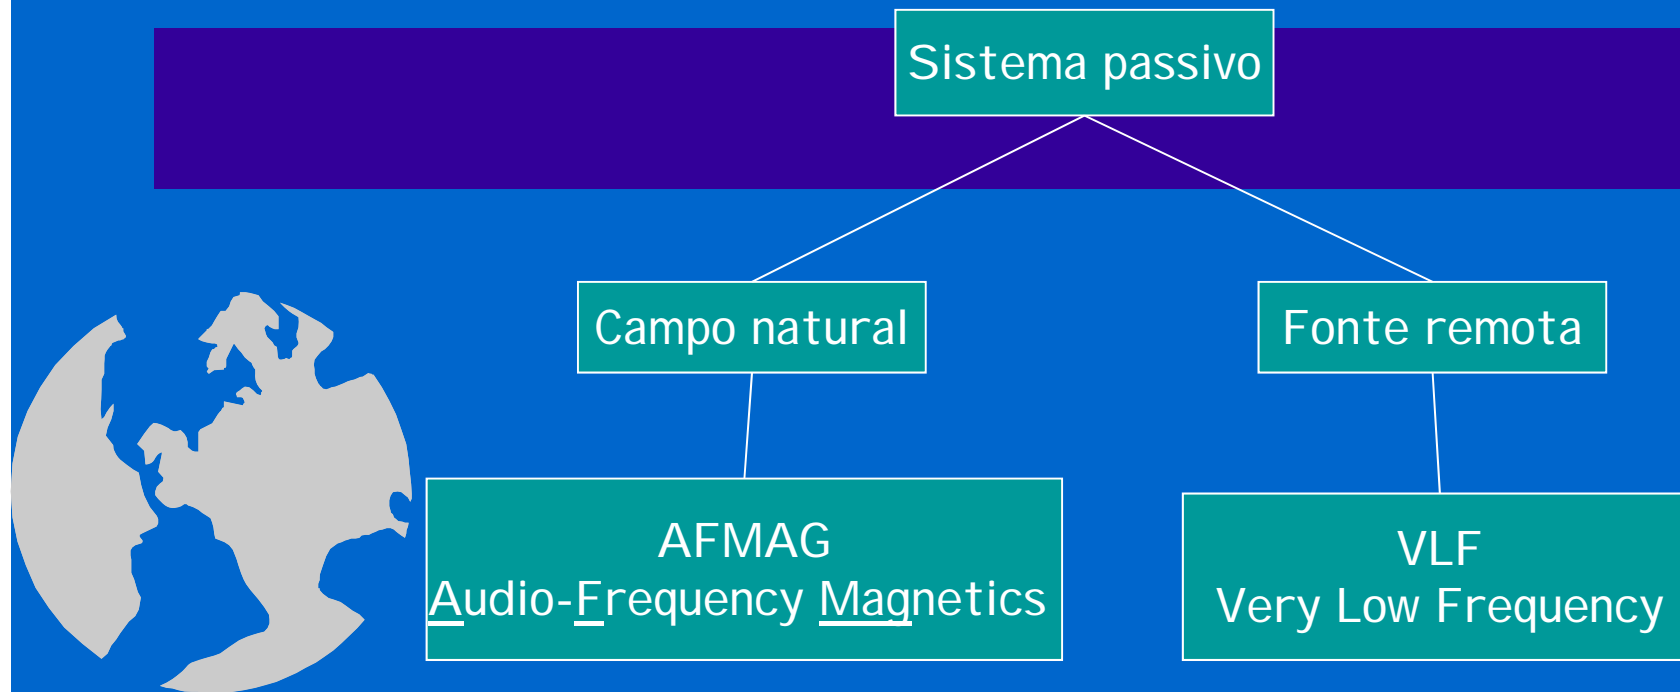 Sistema passivo
Campo natural
Fonte remota
AFMAG
Audio-Frequency Magnetics
VLF
Very Low Frequency